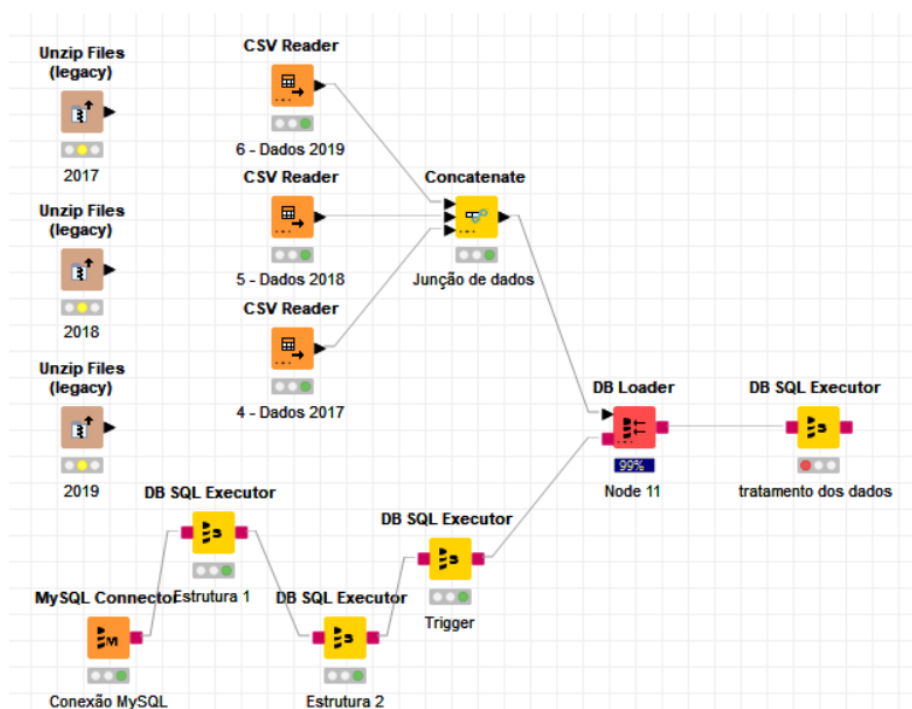 Unzip Files
(legacy)
2017
CSV Reader
6 - Dados 2019
Unzip Files
(legacy)
2018
CSV Reader
5 - Dados 2018
Concatenate
Junção de dados
Unzip Files
(legacy)
2019
CSV Reader
4 - Dados 2017
DB Loader
99%
Node 11
DB SQL Executor
S
tratamento dos dados
DB SQL Executor
S
Estrutura 1
DB SQL Executor
S
Trigger
MySQL Connector
M
Conexão MySQL
DB SQL Executor
S
Estrutura 2